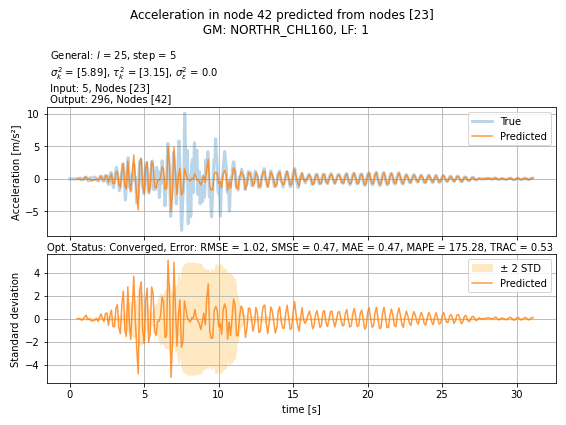 Acceleration in node 42 predicted from nodes [23]
GM: NORTHR_CHL160, LF: 1
General: l = 25, step = 5
σ²ₖ = [5.89], τ²ₖ = [3.15], σ²ε = 0.0
Input: 5, Nodes [23]
Output: 296, Nodes [42]
Acceleration [m/s²]
10
5
0
−5
True
Predicted
Opt. Status: Converged, Error: RMSE = 1.02, SMSE = 0.47, MAE = 0.47, MAPE = 175.28, TRAC = 0.53
Standard deviation
4
2
0
−2
−4
± 2 STD
Predicted
0 5 10 15 20 25 30
time [s]